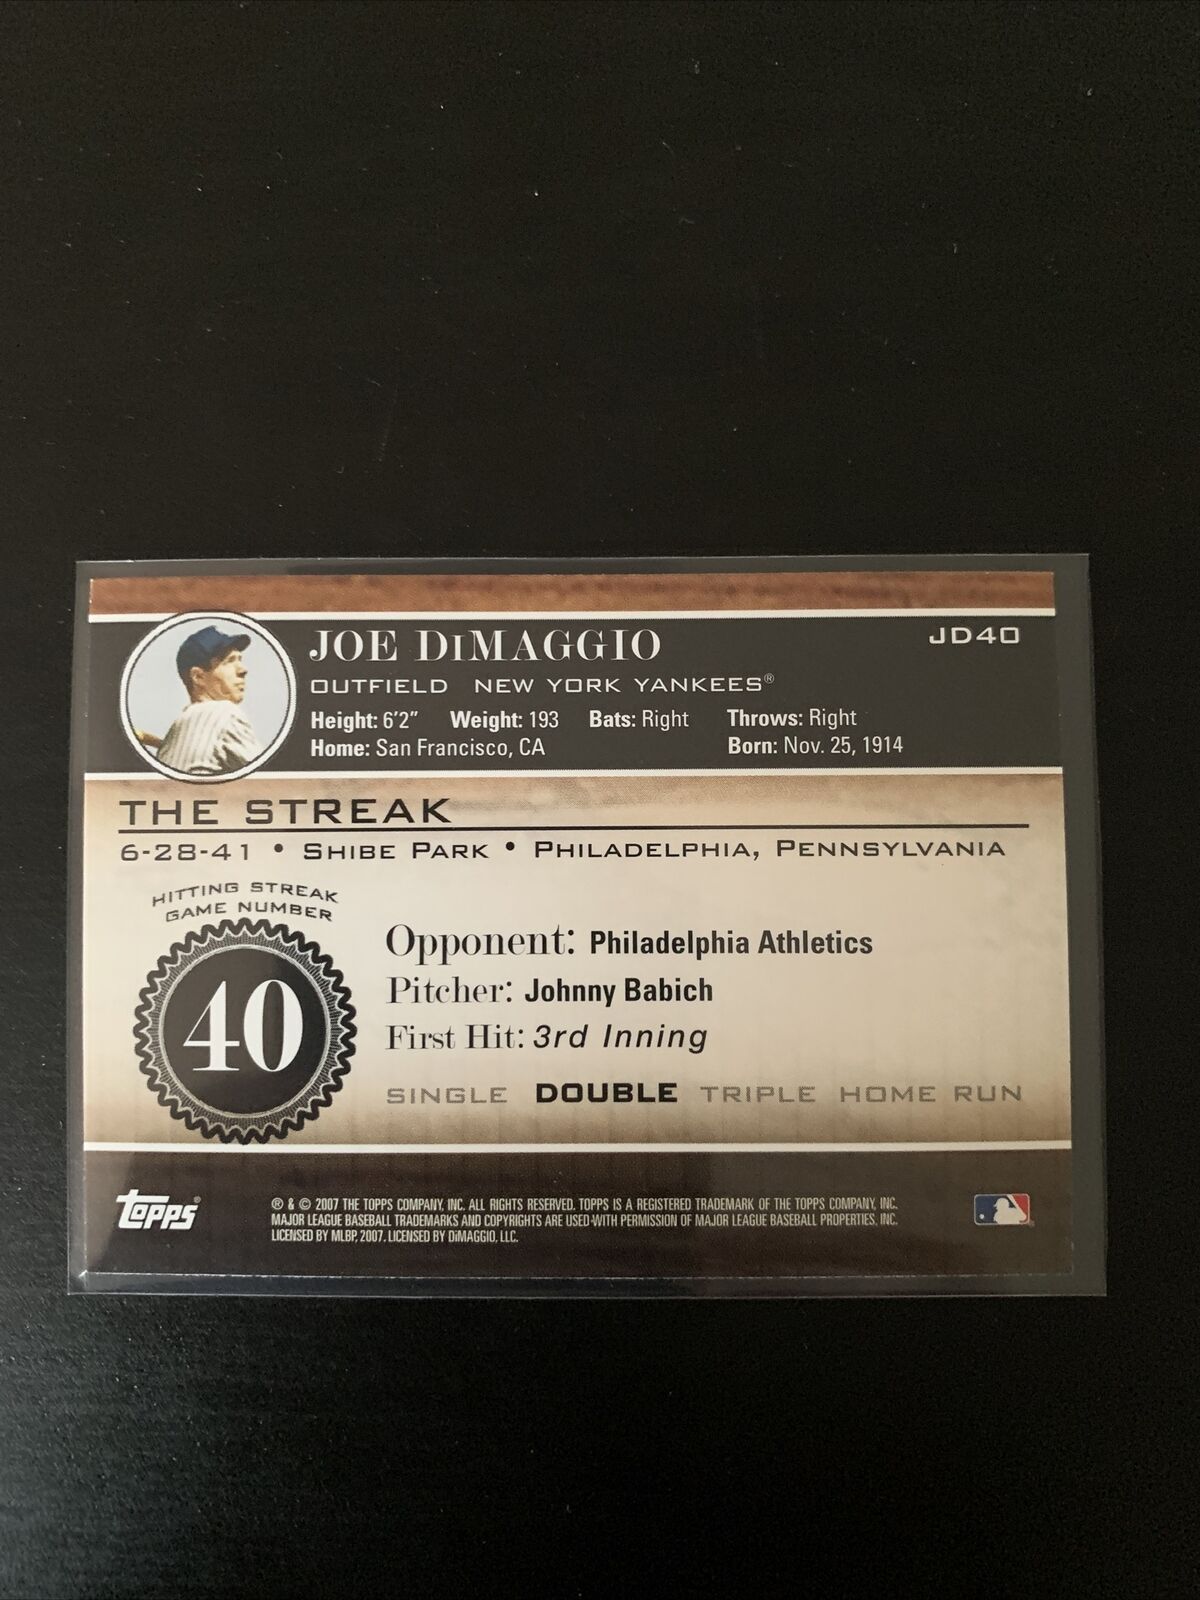 JOE DiMAGGIO
JD40
OUTFIELD NEW YORK YANKEES®
Height: 6'2" Weight: 193 Bats: Right Throws: Right
Home: San Francisco, CA Born: Nov. 25, 1914
THE STREAK
6-28-41 • SHIBE PARK • PHILADELPHIA, PENNSYLVANIA
HITTING STREAK
GAME NUMBER
40
Opponent: Philadelphia Athletics
Pitcher: Johnny Babich
First Hit: 3rd Inning
SINGLE DOUBLE TRIPLE HOME RUN
Topps®
® & © 2007 THE TOPPS COMPANY, INC. ALL RIGHTS RESERVED. TOPPS IS A REGISTERED TRADEMARK OF THE TOPPS COMPANY, INC.
MAJOR LEAGUE BASEBALL TRADEMARKS AND COPYRIGHTS ARE USED WITH PERMISSION OF MAJOR LEAGUE BASEBALL PROPERTIES, INC.
LICENSED BY MLBP, 2007. LICENSED BY DiMAGGIO, LLC.